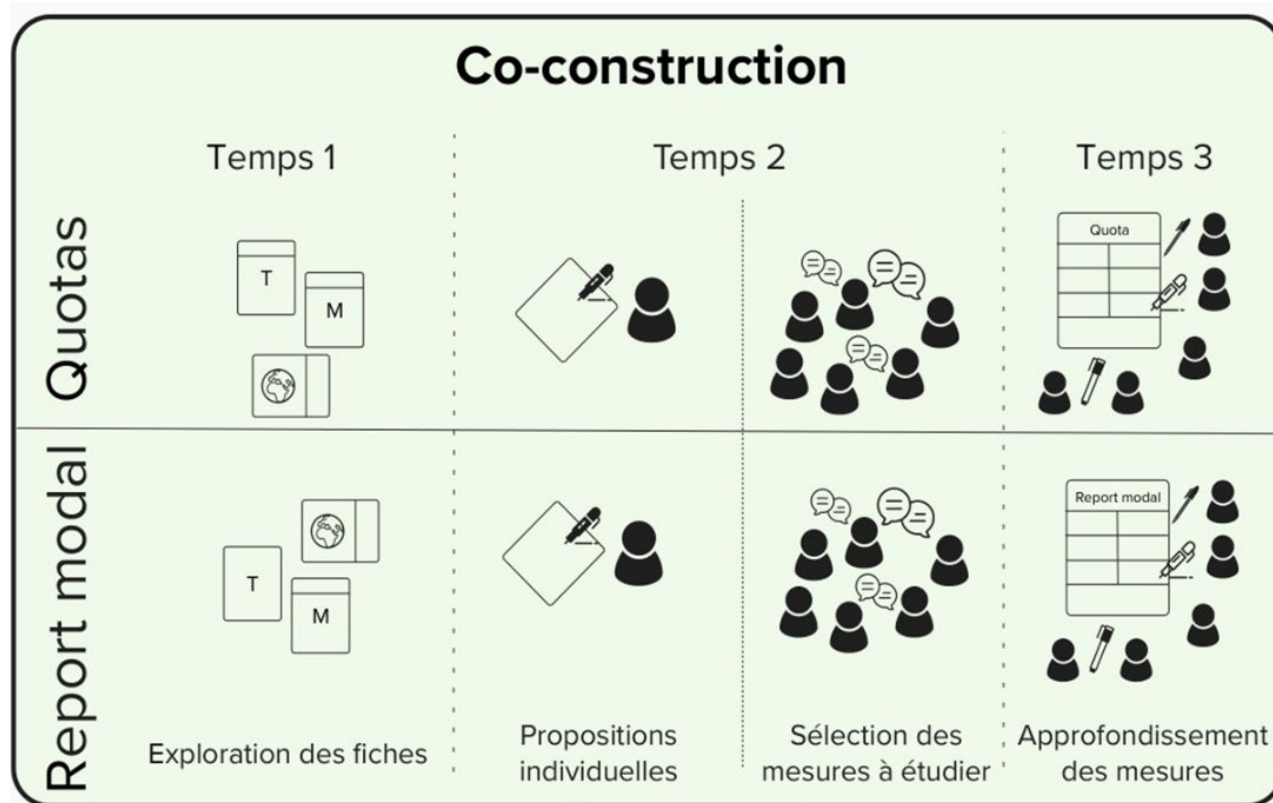 Co-construction
Temps 1
Temps 2
Temps 3
Quotas
T
M
Quota
Report modal
T
M
Report modal
Exploration des fiches
Propositions
individuelles
Sélection des
mesures à étudier
Approfondissement
des mesures